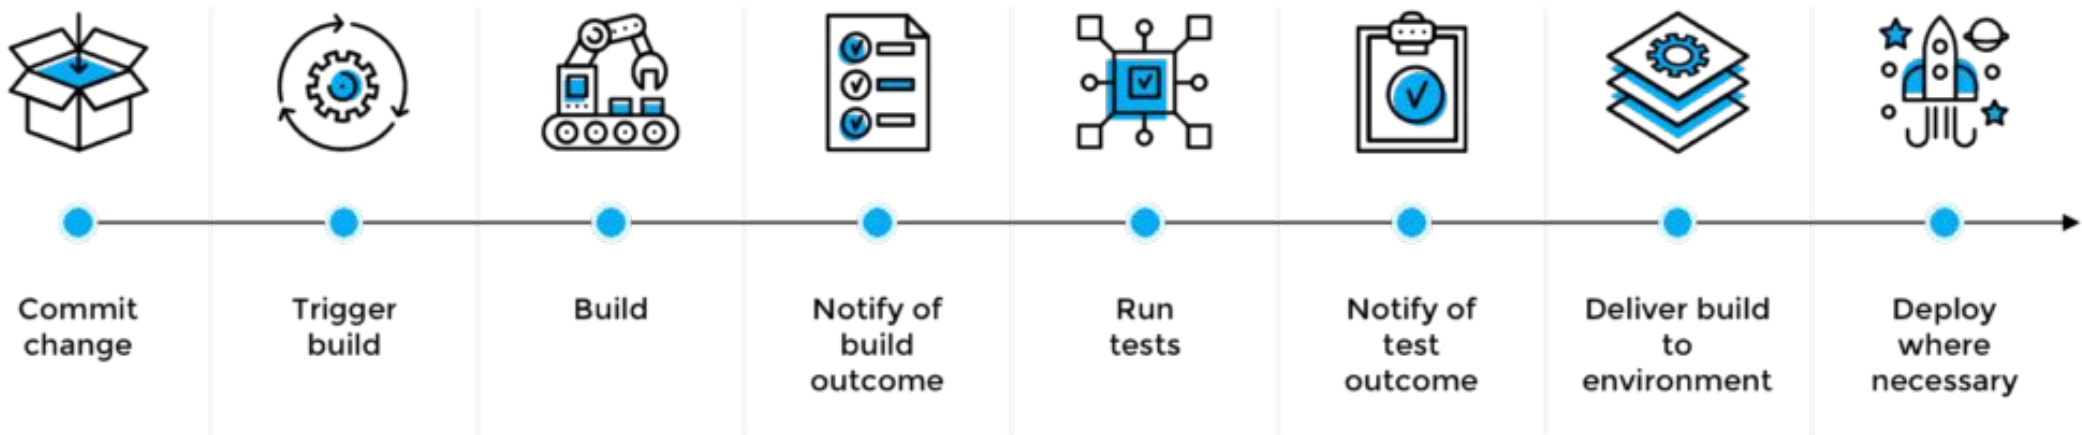 Commit
change
Trigger
build
Build
Notify of
build
outcome
Run
tests
Notify of
test
outcome
Deliver build
to
environment
Deploy
where
necessary